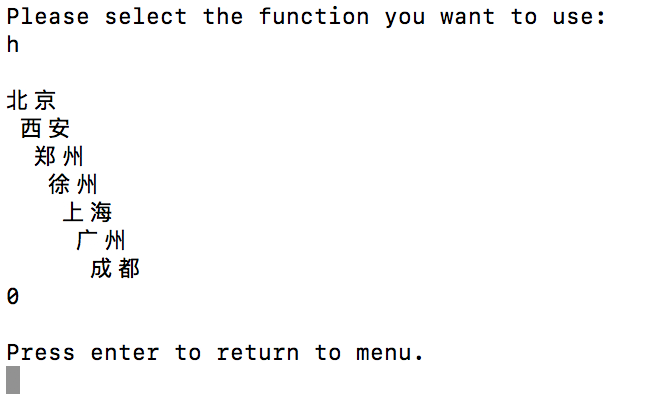 Please select the function you want to use:
h
北京
西安
郑州
徐州
上海
广州
成都
0
Press enter to return to menu.